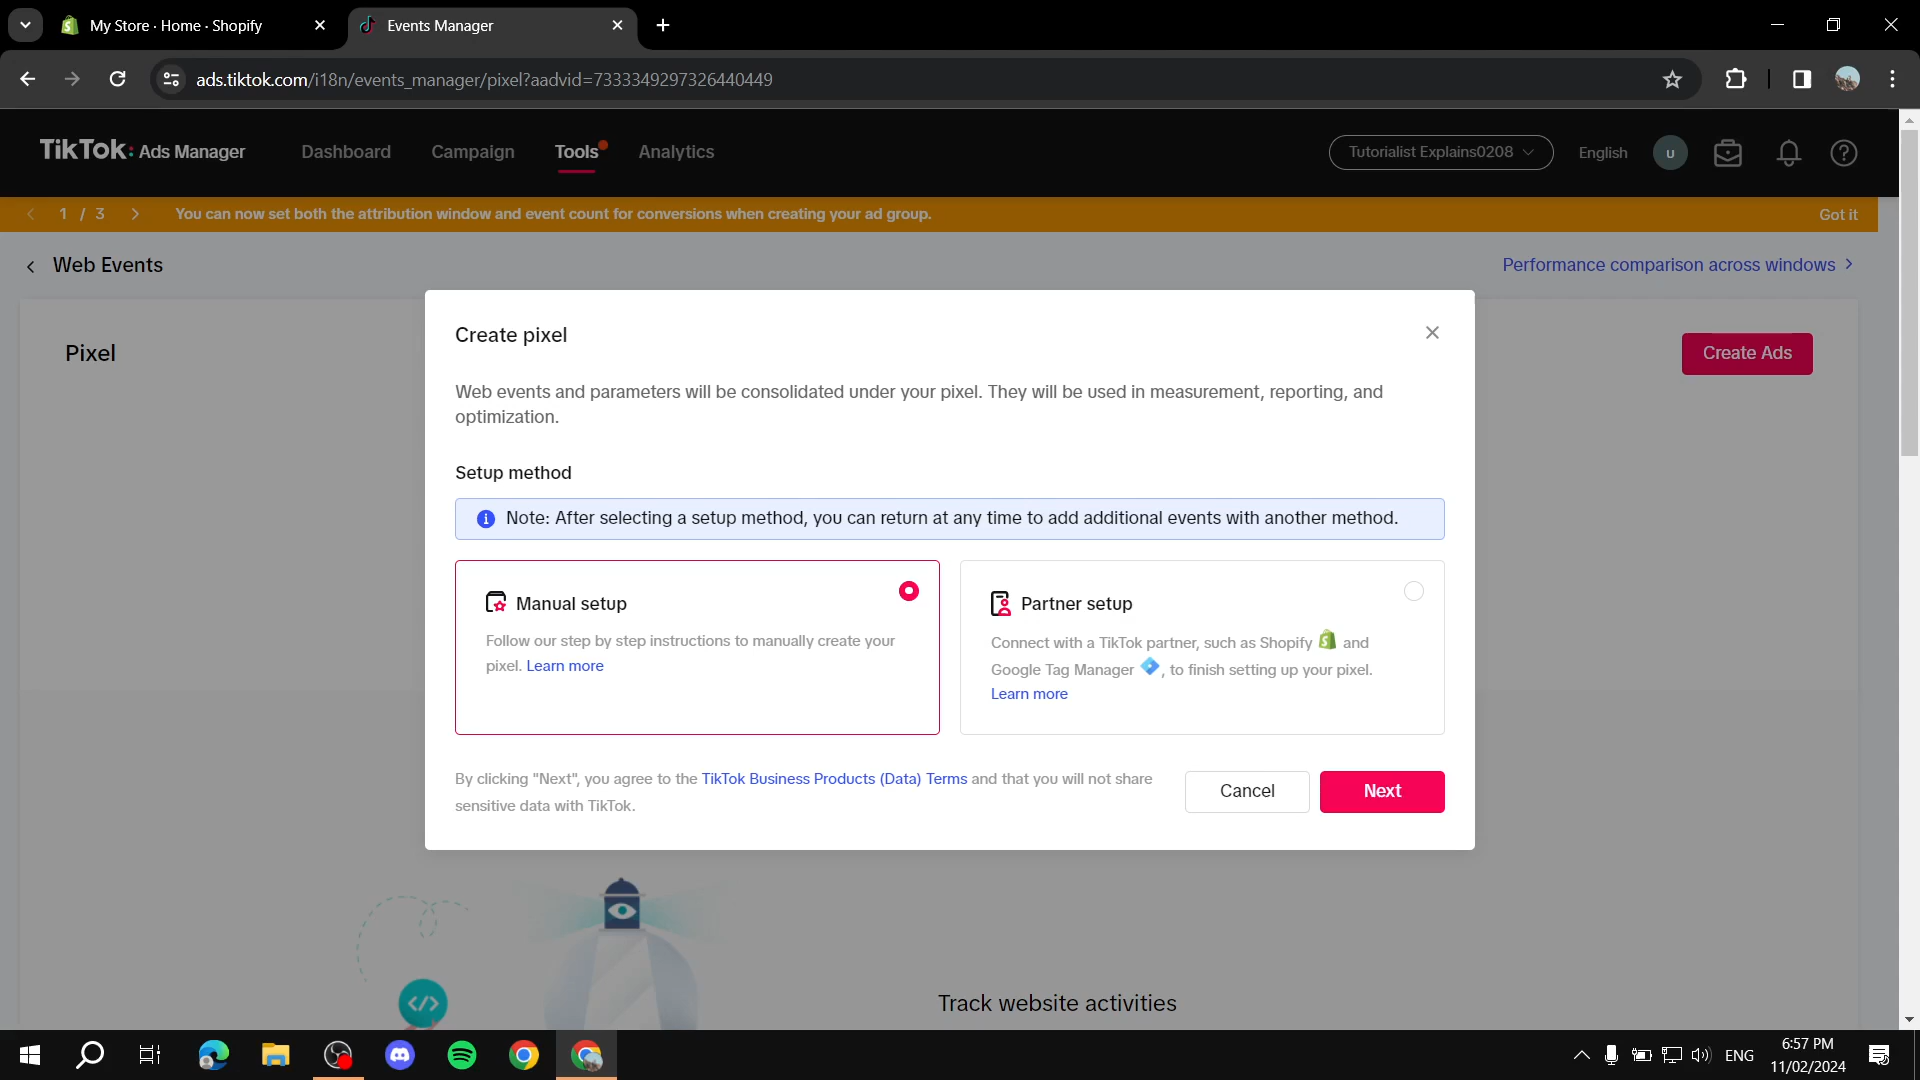 My Store · Home · Shopify
Events Manager
ads.tiktok.com/i18n/events_manager/pixel?aadvid=7333349297326440449
TikTok: Ads Manager
Dashboard
Campaign
Tools
Analytics
Tutorialist Explains0208
English
U
1 / 3
You can now set both the attribution window and event count for conversions when creating your ad group.
Got it
Web Events
Performance comparison across windows
Pixel
Create Ads
Create pixel
Web events and parameters will be consolidated under your pixel. They will be used in measurement, reporting, and
optimization.
Setup method
Note: After selecting a setup method, you can return at any time to add additional events with another method.
Manual setup
Follow our step by step instructions to manually create your
pixel. Learn more
Partner setup
Connect with a TikTok partner, such as Shopify and
Google Tag Manager , to finish setting up your pixel.
Learn more
By clicking "Next", you agree to the TikTok Business Products (Data) Terms and that you will not share
sensitive data with TikTok.
Cancel
Next
Track website activities
ENG
6:57 PM
11/02/2024